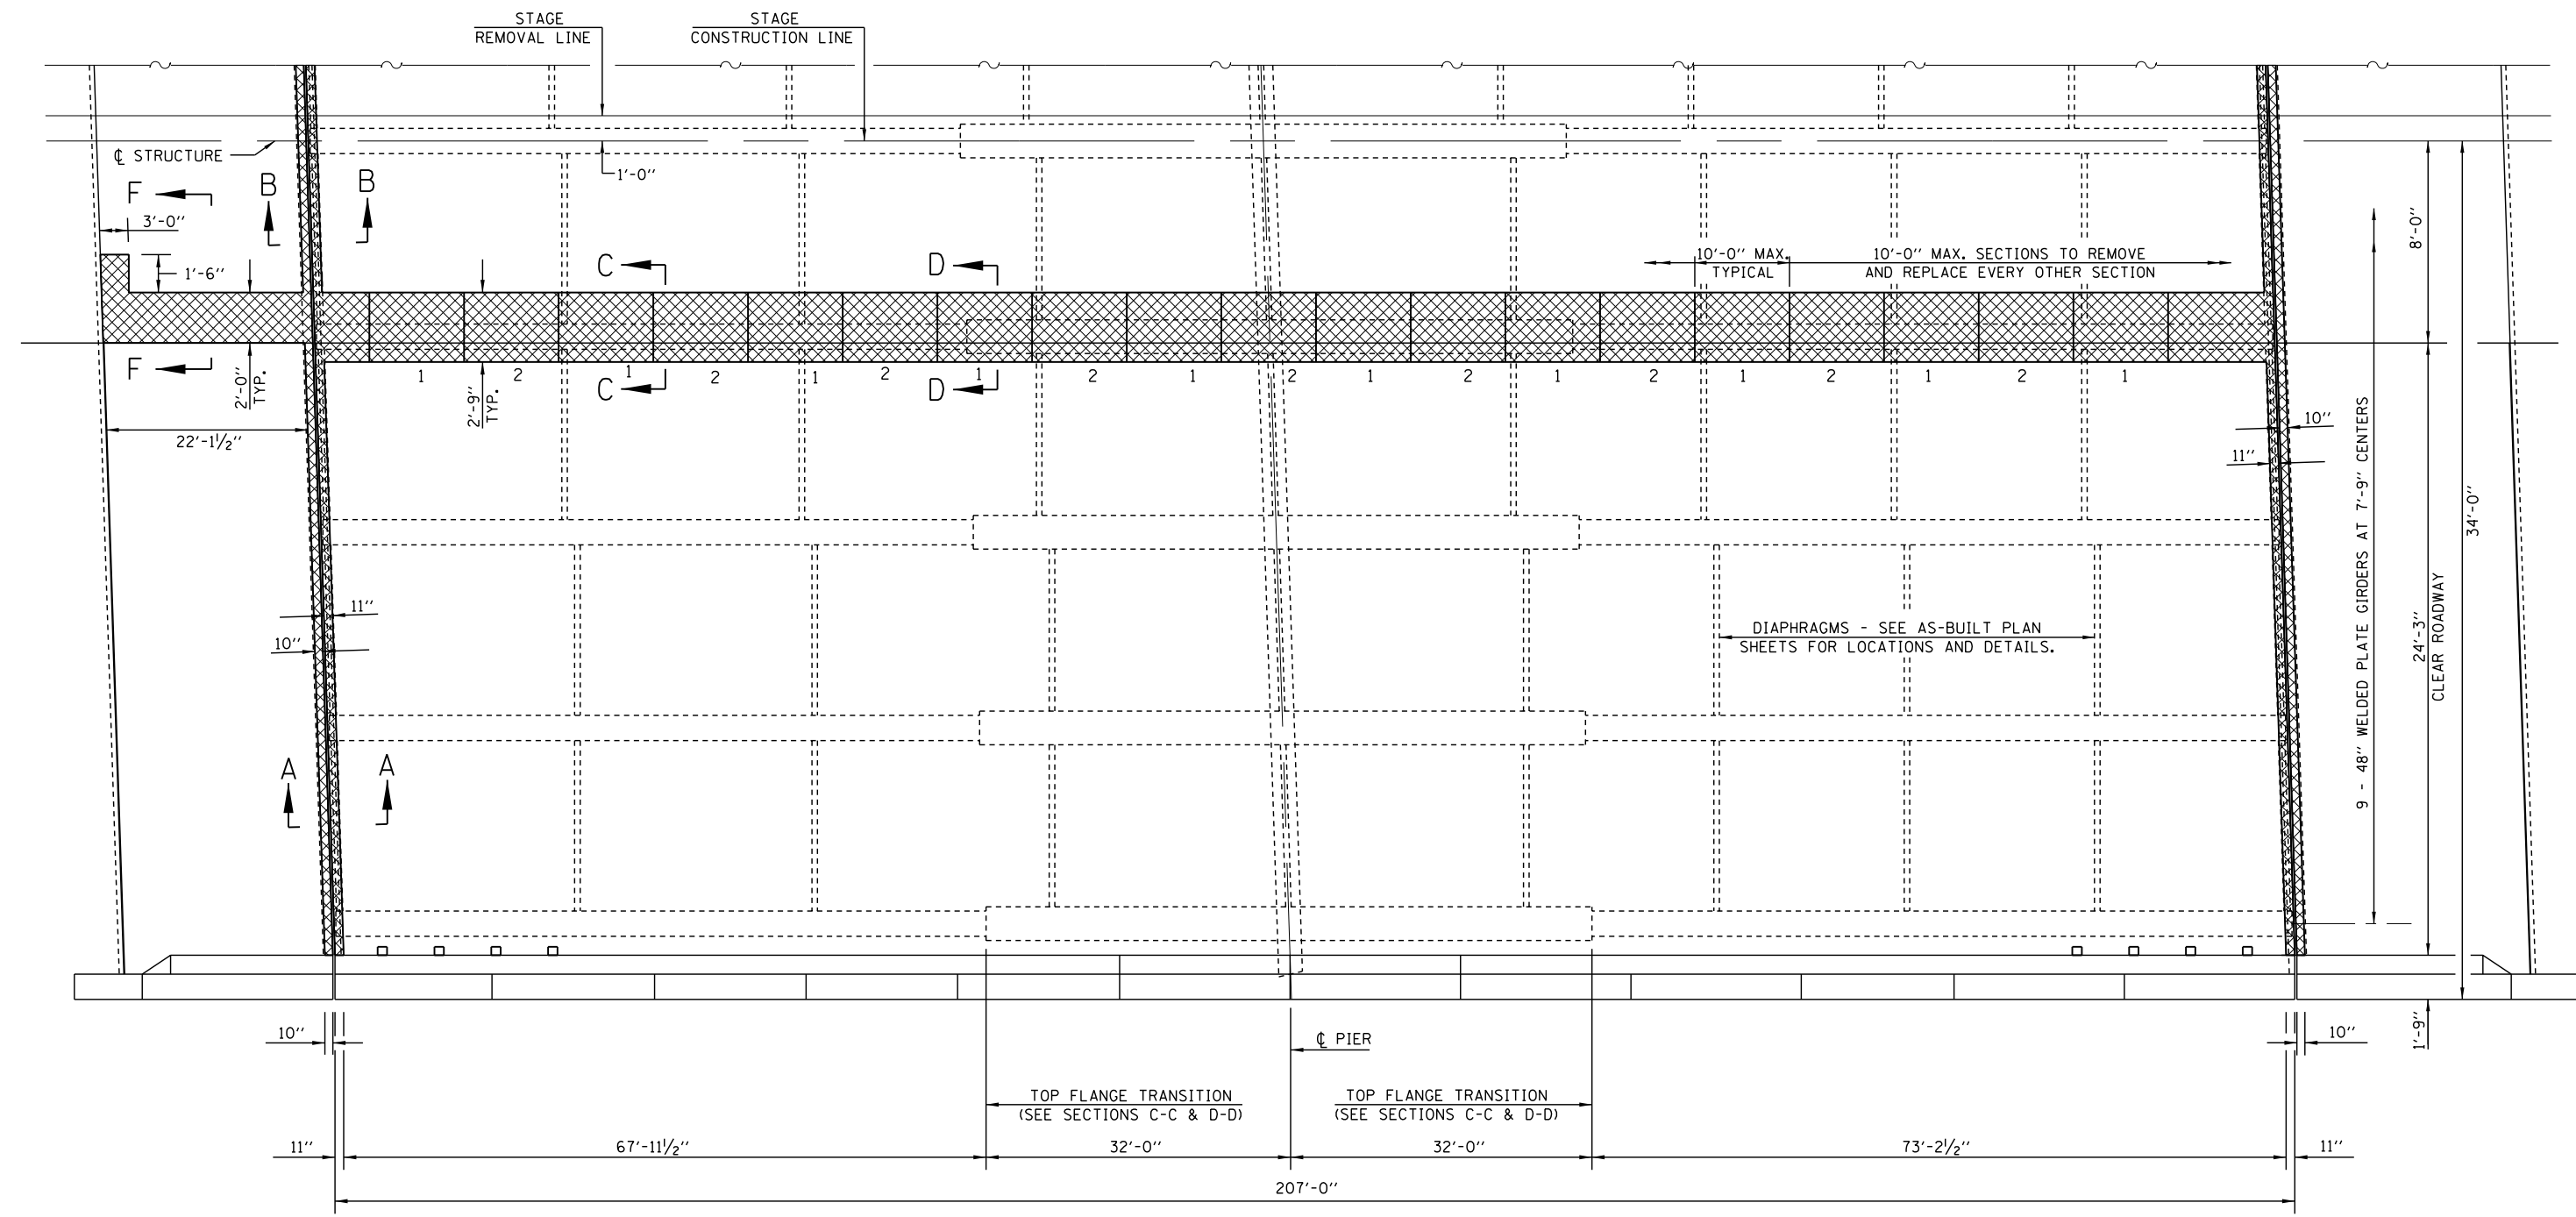 STAGE
REMOVAL LINE
STAGE
CONSTRUCTION LINE
℄ STRUCTURE
1'-0"
F
B
B
3'-0"
1'-6"
C
D
10'-0" MAX.
TYPICAL
10'-0" MAX. SECTIONS TO REMOVE
AND REPLACE EVERY OTHER SECTION
8'-0"
F
2'-0"
TYP.
2'-9"
TYP.
C
D
1 2 1 2 1 2 1 2 1 2 1 2 1 2 1 2 1 2 1
22'-1½"
10"
11"
9 - 48" WELDED PLATE GIRDERS AT 7'-9" CENTERS
34'-0"
24'-3"
CLEAR ROADWAY
11"
10"
DIAPHRAGMS - SEE AS-BUILT PLAN
SHEETS FOR LOCATIONS AND DETAILS.
A
A
10"
℄ PIER
10"
1'-9"
TOP FLANGE TRANSITION
(SEE SECTIONS C-C & D-D)
TOP FLANGE TRANSITION
(SEE SECTIONS C-C & D-D)
11"
67'-11½"
32'-0"
32'-0"
73'-2½"
11"
207'-0"